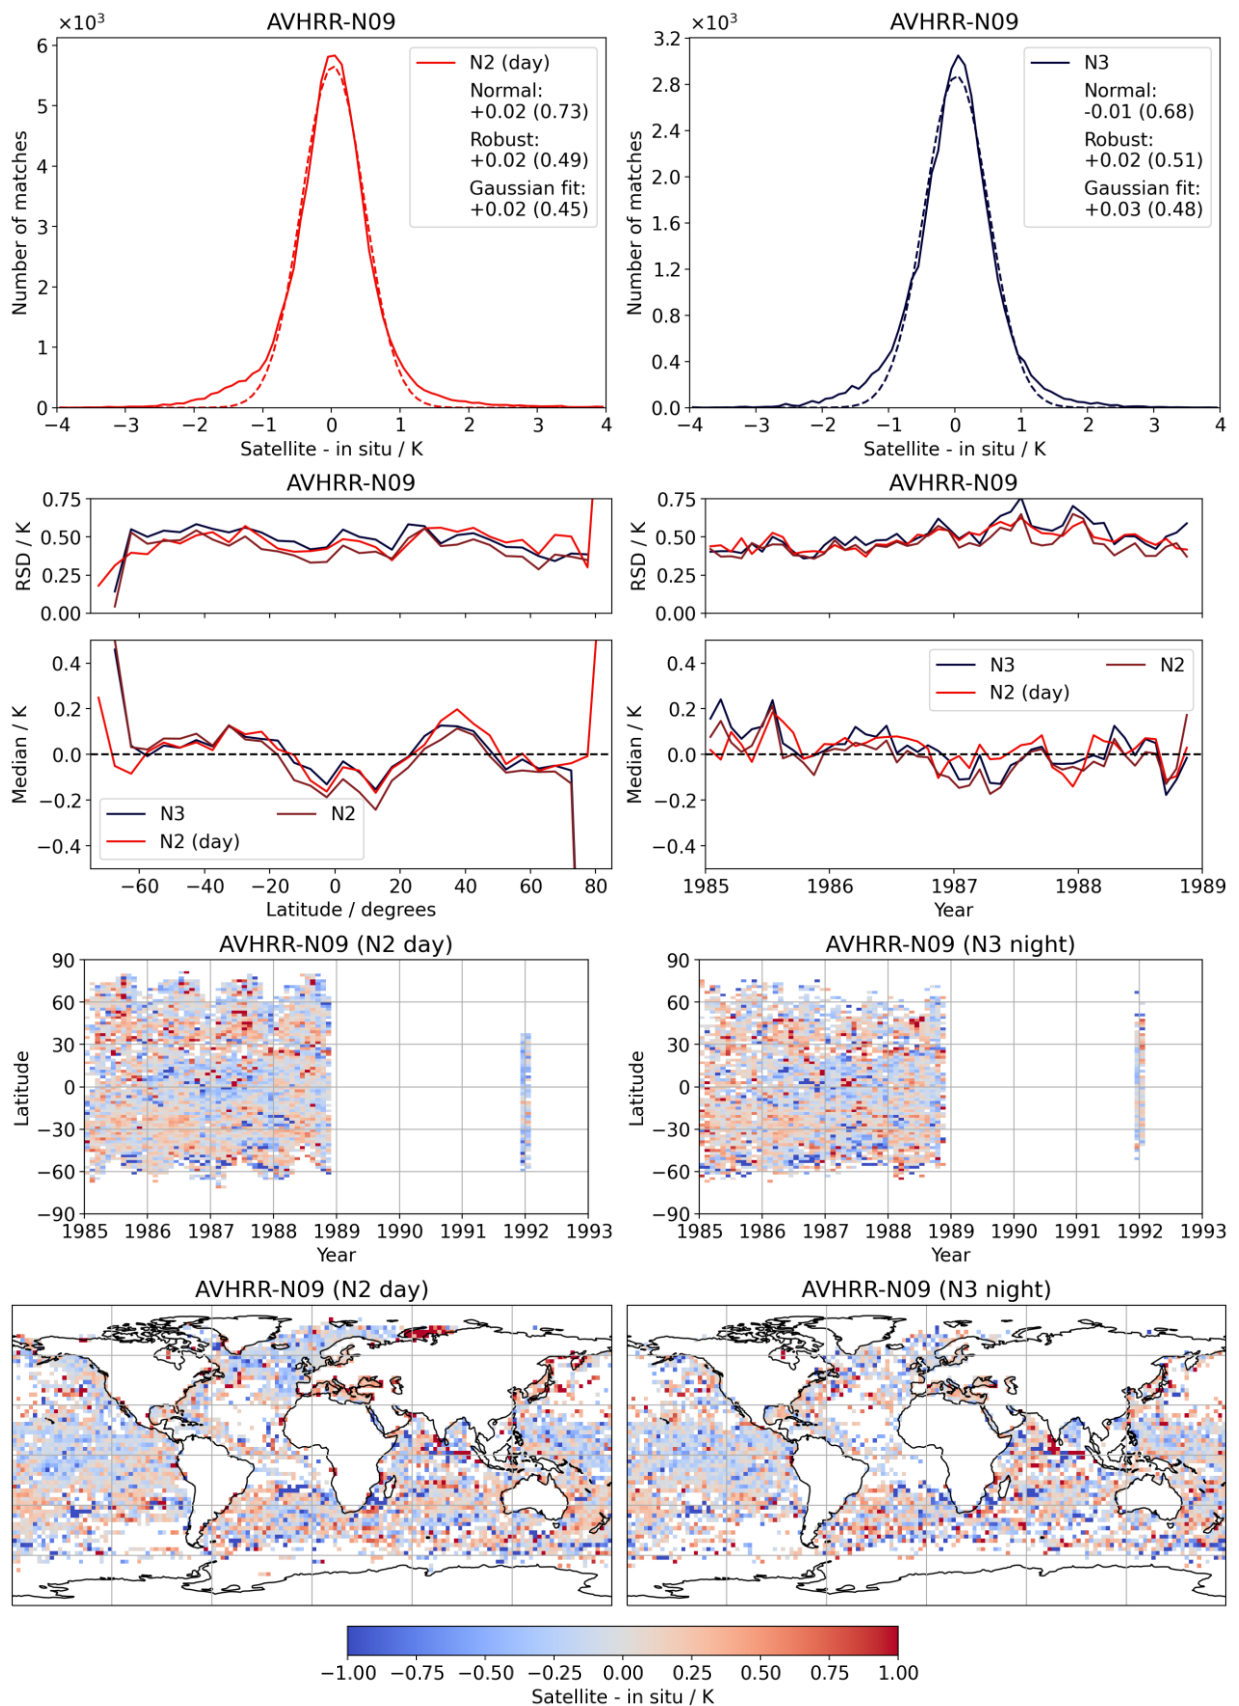 AVHRR-N09
×10³
6
5
4
3
2
1
0
Number of matches
N2 (day)
Normal:
+0.02 (0.73)
Robust:
+0.02 (0.49)
Gaussian fit:
+0.02 (0.45)
−4 −3 −2 −1 0 1 2 3 4
Satellite - in situ / K
AVHRR-N09
×10³
3.2
2.8
2.4
2.0
1.6
1.2
0.8
0.4
0.0
Number of matches
N3
Normal:
-0.01 (0.68)
Robust:
+0.02 (0.51)
Gaussian fit:
+0.03 (0.48)
−4 −3 −2 −1 0 1 2 3 4
Satellite - in situ / K
AVHRR-N09
0.75
0.50
0.25
0.00
RSD / K
0.4
0.2
0.0
−0.2
−0.4
Median / K
N3 N2
N2 (day)
−60 −40 −20 0 20 40 60 80
Latitude / degrees
AVHRR-N09
0.75
0.50
0.25
0.00
RSD / K
0.4
0.2
0.0
−0.2
−0.4
Median / K
N3 N2
N2 (day)
1985 1986 1987 1988 1989
Year
AVHRR-N09 (N2 day)
90
60
30
0
−30
−60
−90
Latitude
1985 1986 1987 1988 1989 1990 1991 1992 1993
Year
AVHRR-N09 (N3 night)
90
60
30
0
−30
−60
−90
Latitude
1985 1986 1987 1988 1989 1990 1991 1992 1993
Year
AVHRR-N09 (N2 day)
AVHRR-N09 (N3 night)
−1.00 −0.75 −0.50 −0.25 0.00 0.25 0.50 0.75 1.00
Satellite - in situ / K